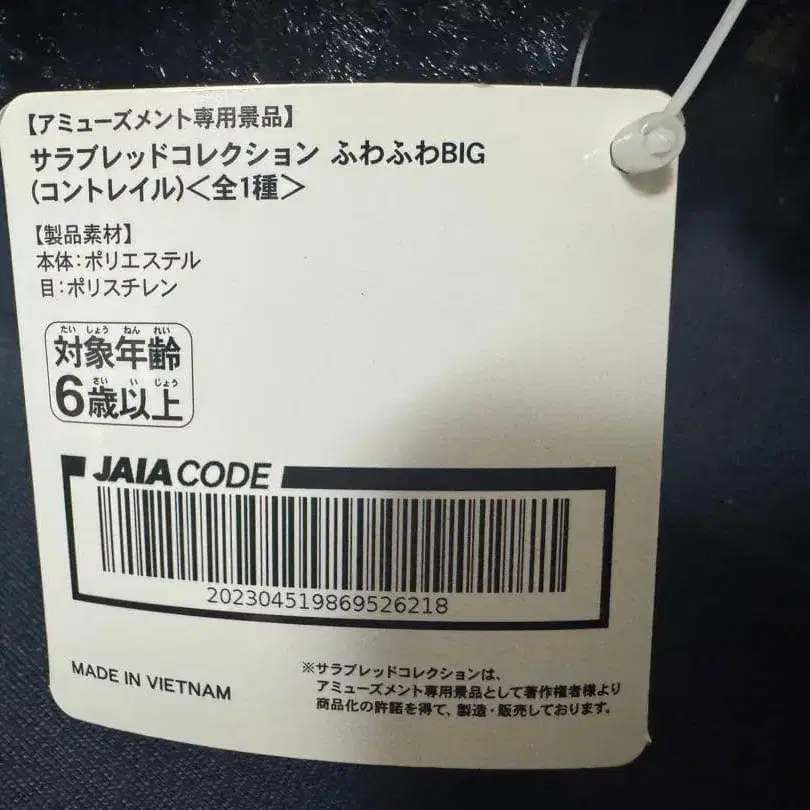 【アミューズメント専用景品】
サラブレッドコレクション ふわふわBIG
(コントレイル)<全1種>
【製品素材】
本体:ポリエステル
目:ポリスチレン
たいしょうねんれい
対象年齢
さいいじょう
6歳以上
JAIA CODE
202304519869526218
MADE IN VIETNAM
※サラブレッドコレクションは、
アミューズメント専用景品として著作権者様より
商品化の許諾を得て、製造・販売しております。